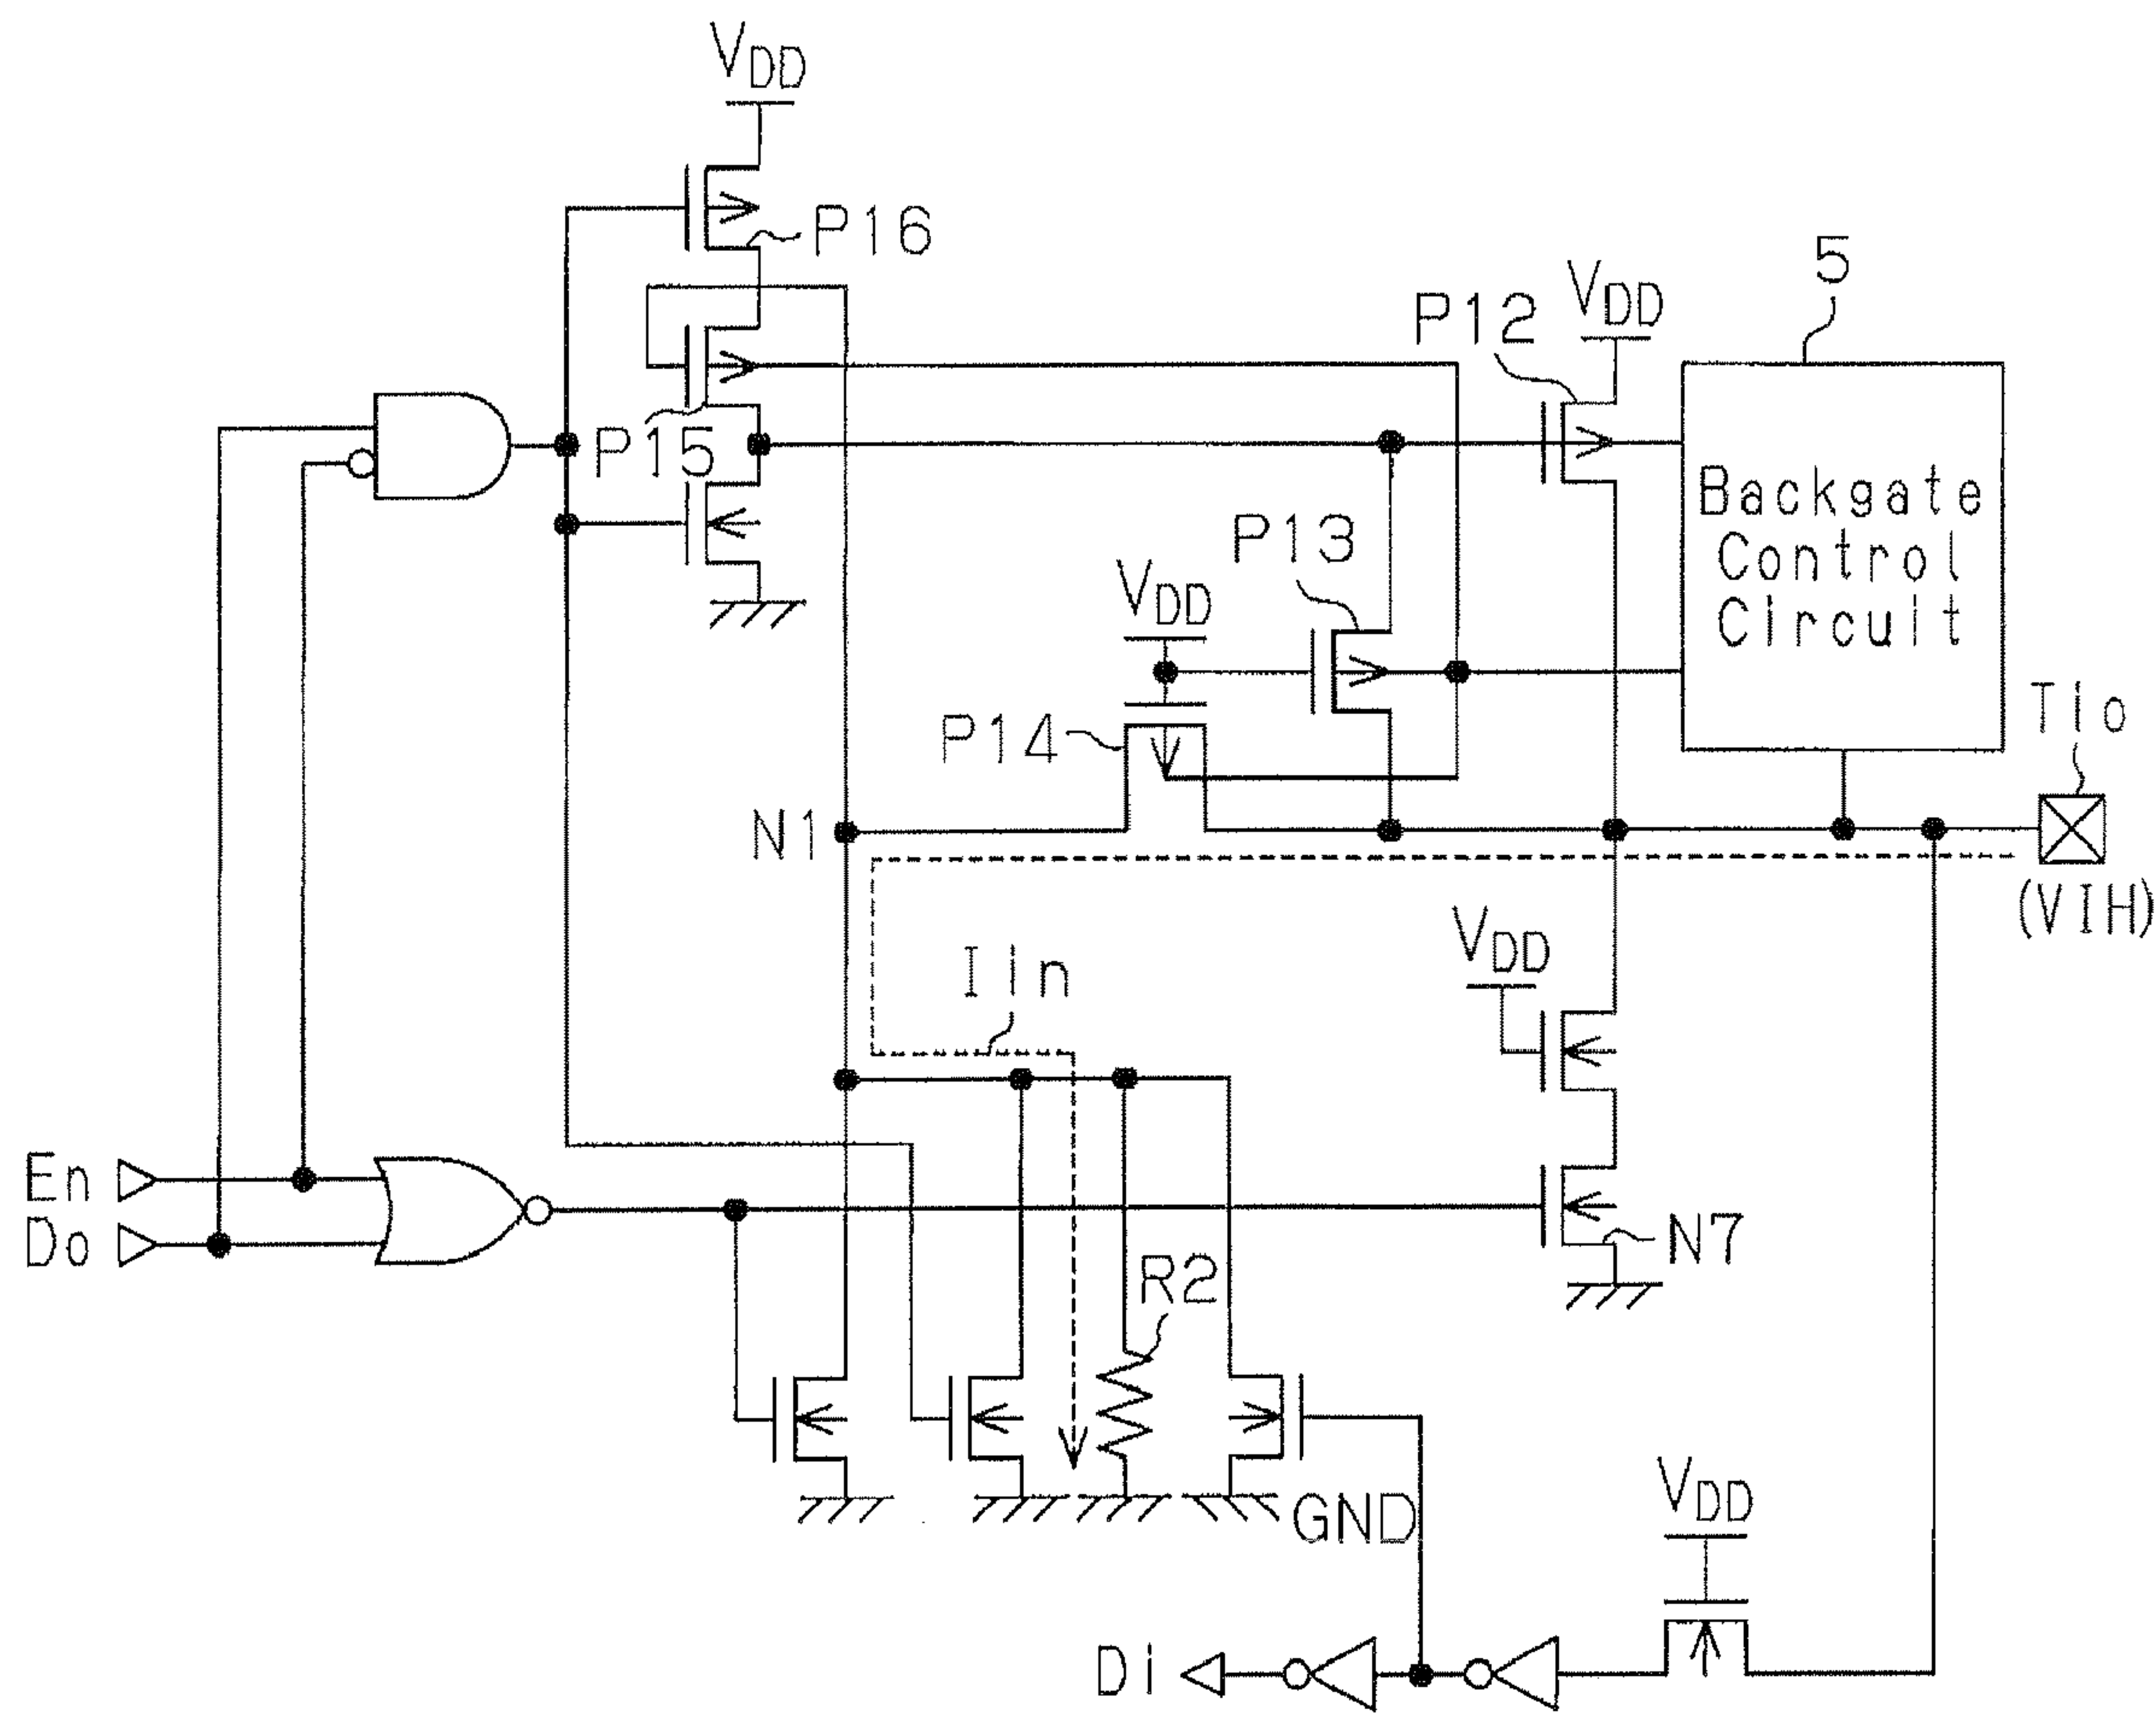 VDD
P16
5
VDD
P12
P15
Backgate
Control
Circuit
P13
VDD
Tio
P14
N1
(VIH)
VDD
Iin
En
Do
N7
R2
GND
VDD
Di